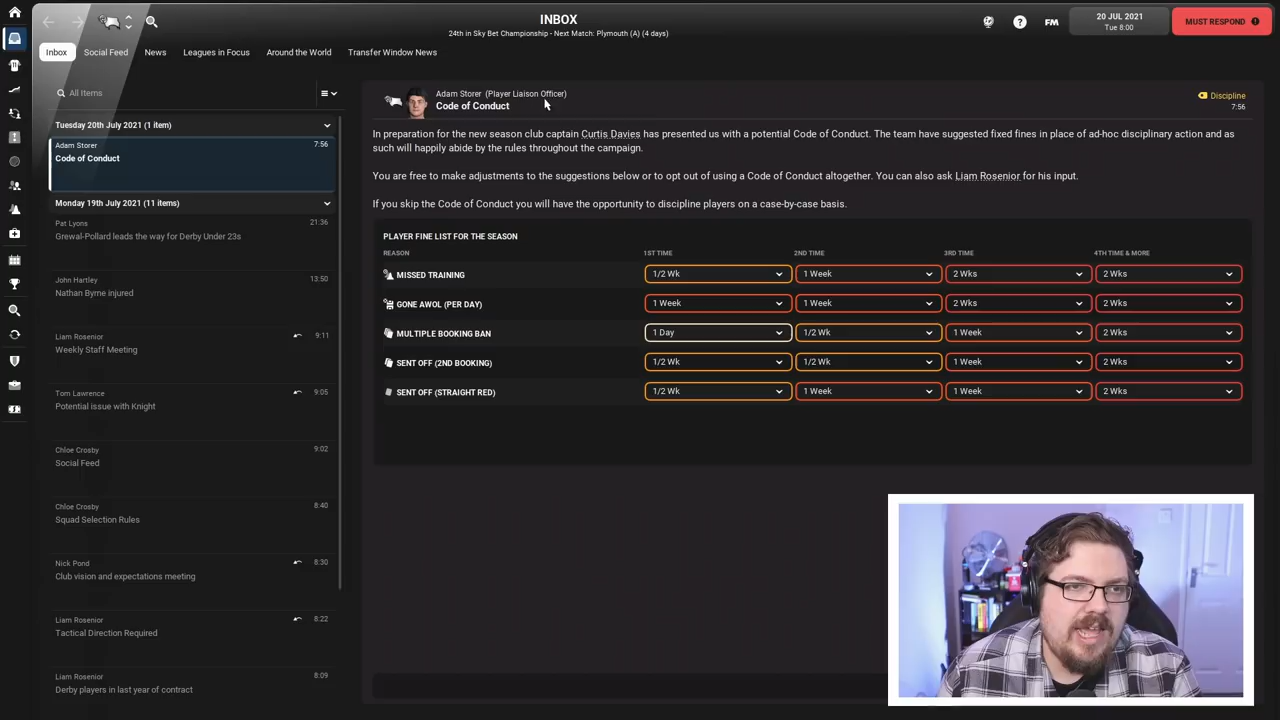 INBOX
24th in Sky Bet Championship - Next Match: Plymouth (A) (4 days)
FM
20 JUL 2021
Tue 8:00
MUST RESPOND
Inbox
Social Feed
News
Leagues in Focus
Around the World
Transfer Window News
All Items
Tuesday 20th July 2021 (1 item)
Adam Storer 7:56
Code of Conduct
Monday 19th July 2021 (11 items)
Pat Lyons 21:36
Grewal-Pollard leads the way for Derby Under 23s
John Hartley 13:50
Nathan Byrne injured
Liam Rosenior 9:11
Weekly Staff Meeting
Tom Lawrence 9:05
Potential issue with Knight
Chloe Crosby 9:02
Social Feed
Chloe Crosby 8:40
Squad Selection Rules
Nick Pond 8:30
Club vision and expectations meeting
Liam Rosenior 8:22
Tactical Direction Required
Liam Rosenior 8:09
Derby players in last year of contract
Adam Storer (Player Liaison Officer)
Code of Conduct
Discipline
7:56
In preparation for the new season club captain Curtis Davies has presented us with a potential Code of Conduct. The team have suggested fixed fines in place of ad-hoc disciplinary action and as
such will happily abide by the rules throughout the campaign.
You are free to make adjustments to the suggestions below or to opt out of using a Code of Conduct altogether. You can also ask Liam Rosenior for his input.
If you skip the Code of Conduct you will have the opportunity to discipline players on a case-by-case basis.
PLAYER FINE LIST FOR THE SEASON
REASON 1ST TIME 2ND TIME 3RD TIME 4TH TIME & MORE
MISSED TRAINING 1/2 Wk 1 Week 2 Wks 2 Wks
GONE AWOL (PER DAY) 1 Week 1 Week 2 Wks 2 Wks
MULTIPLE BOOKING BAN 1 Day 1/2 Wk 1 Week 2 Wks
SENT OFF (2ND BOOKING) 1/2 Wk 1/2 Wk 1 Week 2 Wks
SENT OFF (STRAIGHT RED) 1/2 Wk 1 Week 1 Week 2 Wks